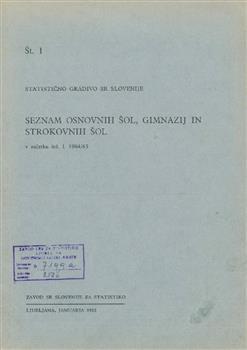 Št. 1
STATISTIČNO GRADIVO SR SLOVENIJE
SEZNAM OSNOVNIH ŠOL, GIMNAZIJ IN
STROKOVNIH ŠOL
v začetku šol. l. 1964/65
ZAVOD SR SLOVENIJE ZA STATISTIKO
LJUBLJANA, JANUARJA 1965